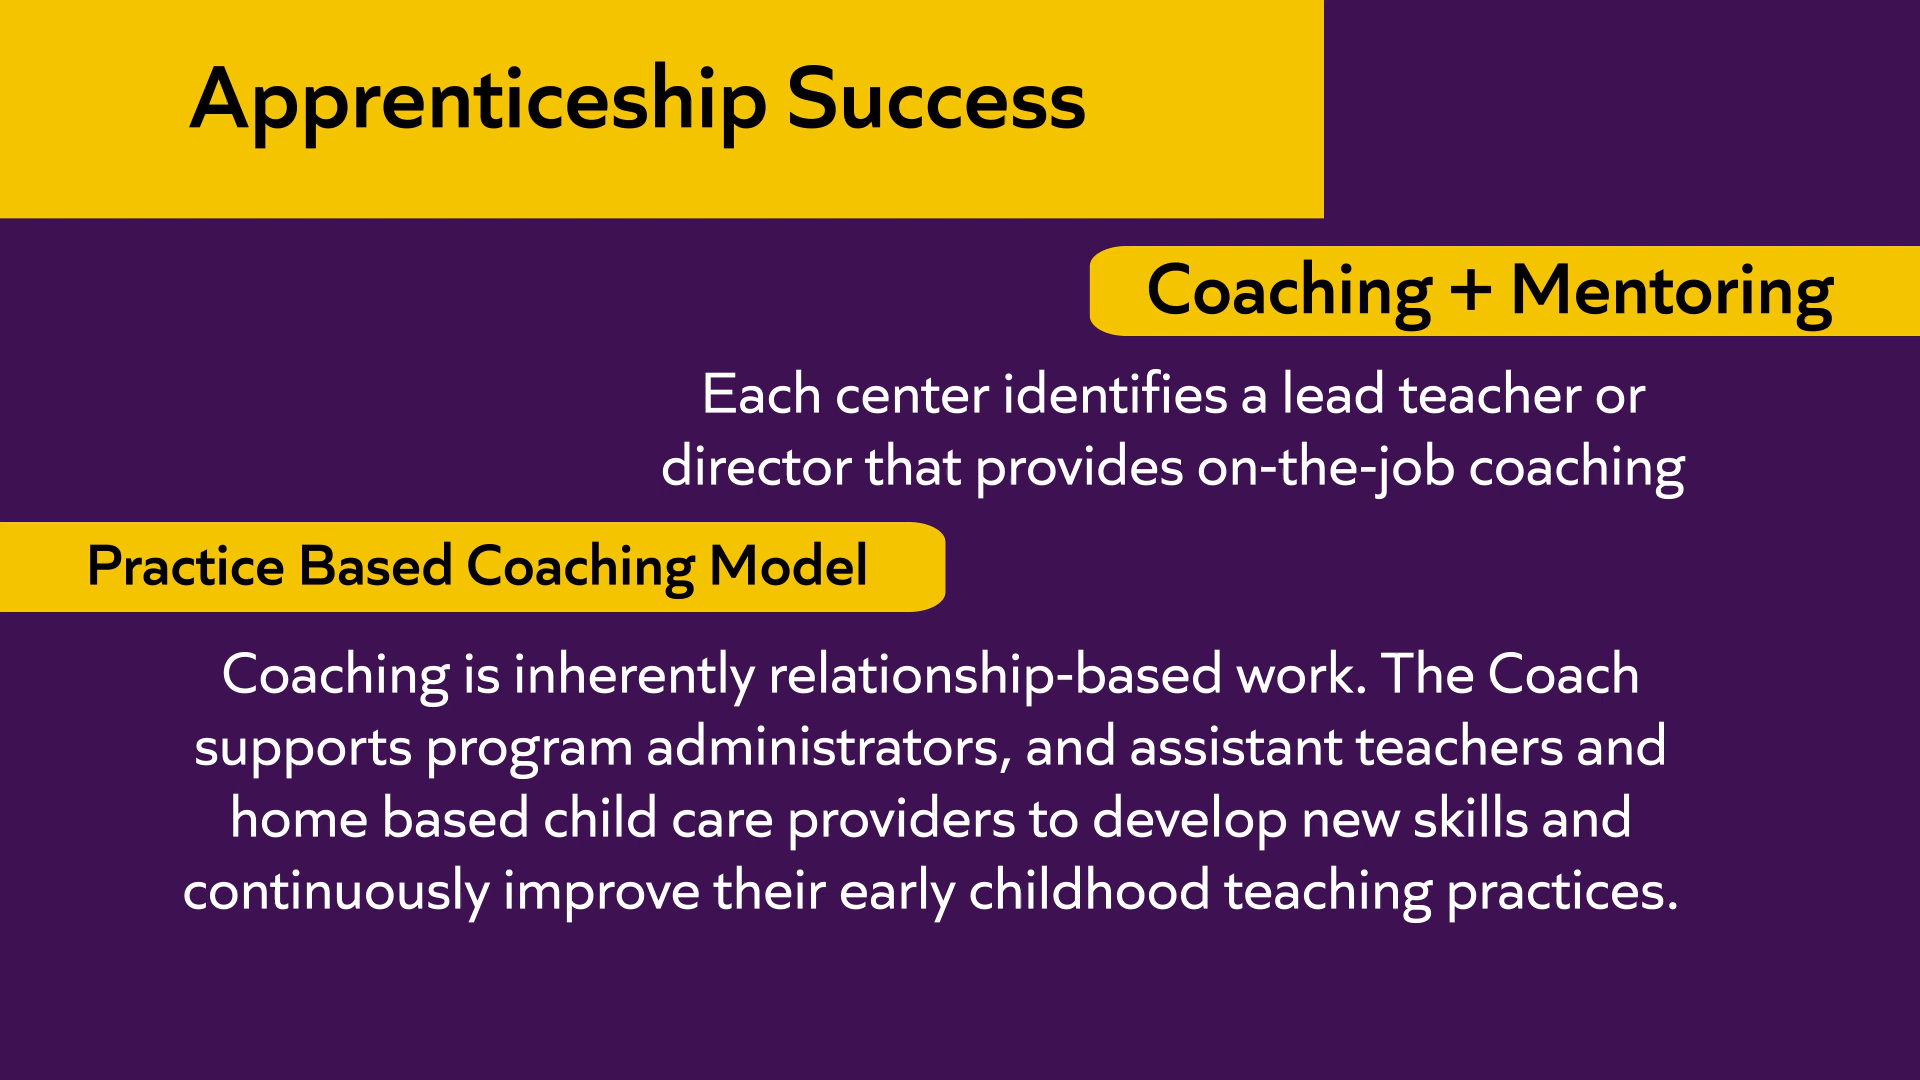 Apprenticeship Success
Coaching + Mentoring
Each center identifies a lead teacher or
director that provides on-the-job coaching
Practice Based Coaching Model
Coaching is inherently relationship-based work. The Coach
supports program administrators, and assistant teachers and
home based child care providers to develop new skills and
continuously improve their early childhood teaching practices.